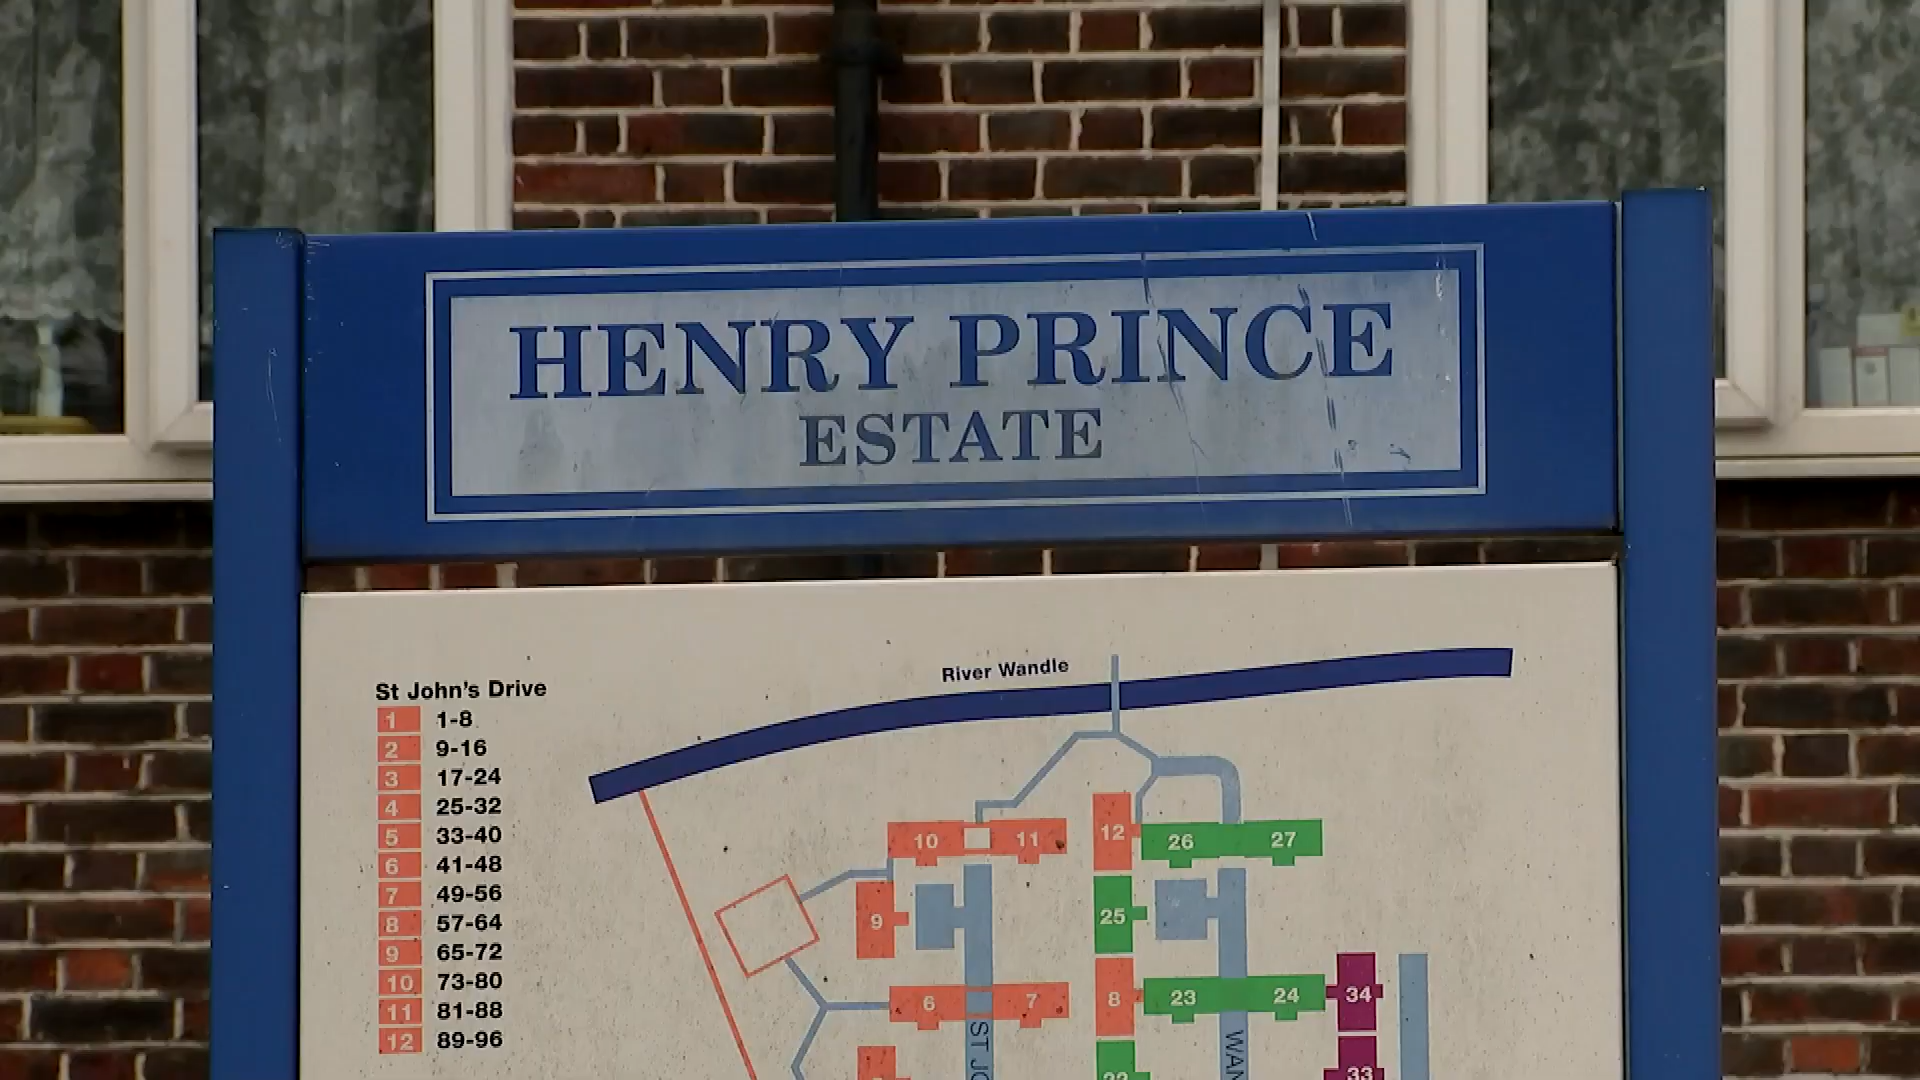 HENRY PRINCE
ESTATE
River Wandle
St John's Drive
1 1-8
2 9-16
3 17-24
4 25-32
5 33-40
6 41-48
7 49-56
8 57-64
9 65-72
10 73-80
11 81-88
12 89-96
10 11 12 26 27
9 25
6 7 8 23 24 34
ST
33